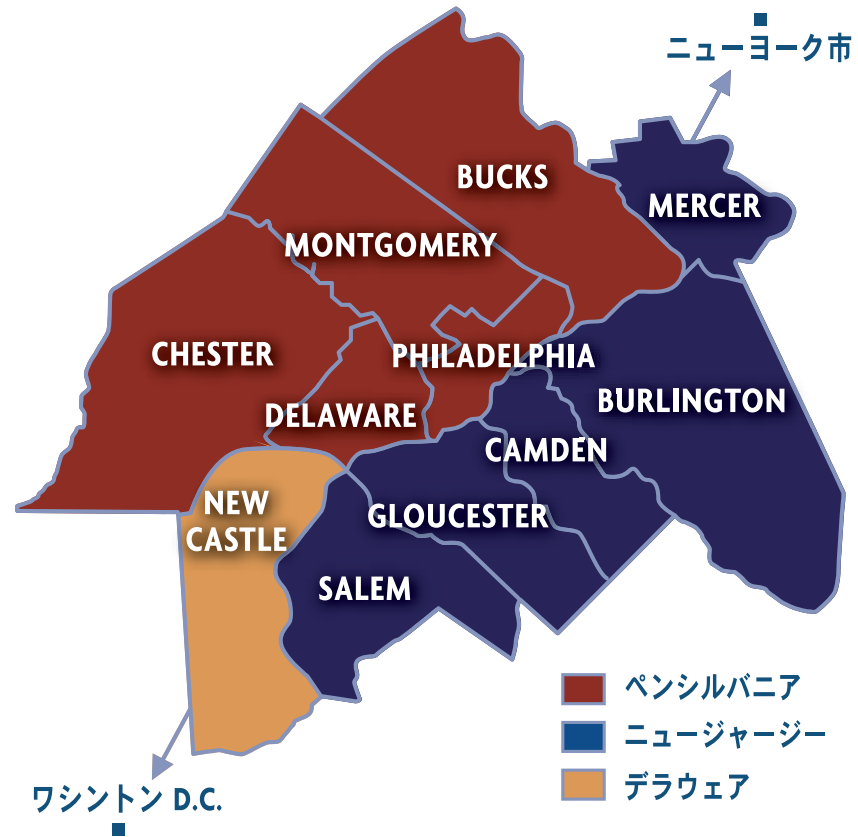 ニューヨーク市
BUCKS
MERCER
MONTGOMERY
CHESTER
PHILADELPHIA
DELAWARE
BURLINGTON
CAMDEN
NEW
CASTLE
GLOUCESTER
SALEM
ペンシルバニア
ニュージャージー
デラウェア
ワシントン D.C.